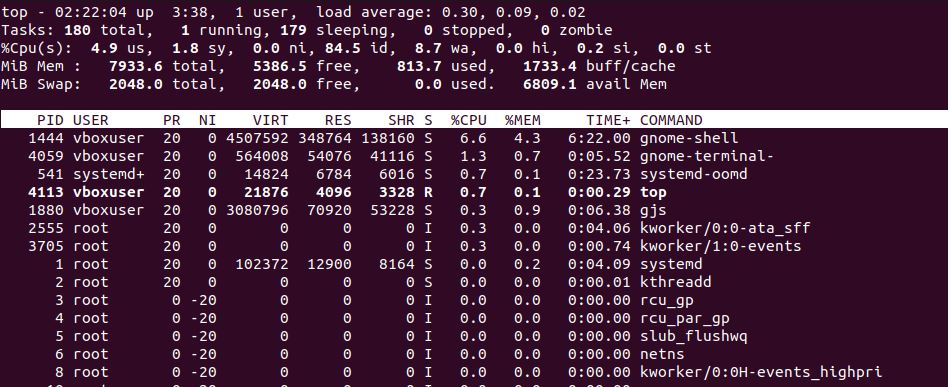 top - 02:22:04 up  3:38,  1 user,  load average: 0.30, 0.09, 0.02
Tasks: 180 total,   1 running, 179 sleeping,   0 stopped,   0 zombie
%Cpu(s):  4.9 us,  1.8 sy,  0.0 ni, 84.5 id,  8.7 wa,  0.0 hi,  0.2 si,  0.0 st
MiB Mem :   7933.6 total,   5386.5 free,    813.7 used,   1733.4 buff/cache
MiB Swap:   2048.0 total,   2048.0 free,      0.0 used.   6809.1 avail Mem
PID USER      PR  NI    VIRT    RES    SHR S  %CPU  %MEM     TIME+ COMMAND
1444 vboxuser  20   0 4507592 348764 138160 S   6.6   4.3   6:22.00 gnome-shell
4059 vboxuser  20   0  564008  54076  41116 S   1.3   0.7   0:05.52 gnome-terminal-
541 systemd+  20   0   14824   6784   6016 S   0.7   0.1   0:23.73 systemd-oomd
4113 vboxuser  20   0   21876   4096   3328 R   0.7   0.1   0:00.29 top
1880 vboxuser  20   0 3080796  70920  53228 S   0.3   0.9   0:06.38 gjs
2555 root      20   0       0      0      0 I   0.3   0.0   0:04.06 kworker/0:0-ata_sff
3705 root      20   0       0      0      0 I   0.3   0.0   0:00.74 kworker/1:0-events
1 root      20   0  102372  12900   8164 S   0.0   0.2   0:04.09 systemd
2 root      20   0       0      0      0 S   0.0   0.0   0:00.01 kthreadd
3 root       0 -20       0      0      0 I   0.0   0.0   0:00.00 rcu_gp
4 root       0 -20       0      0      0 I   0.0   0.0   0:00.00 rcu_par_gp
5 root       0 -20       0      0      0 I   0.0   0.0   0:00.00 slub_flushwq
6 root       0 -20       0      0      0 I   0.0   0.0   0:00.00 netns
8 root       0 -20       0      0      0 I   0.0   0.0   0:00.00 kworker/0:0H-events_highpri